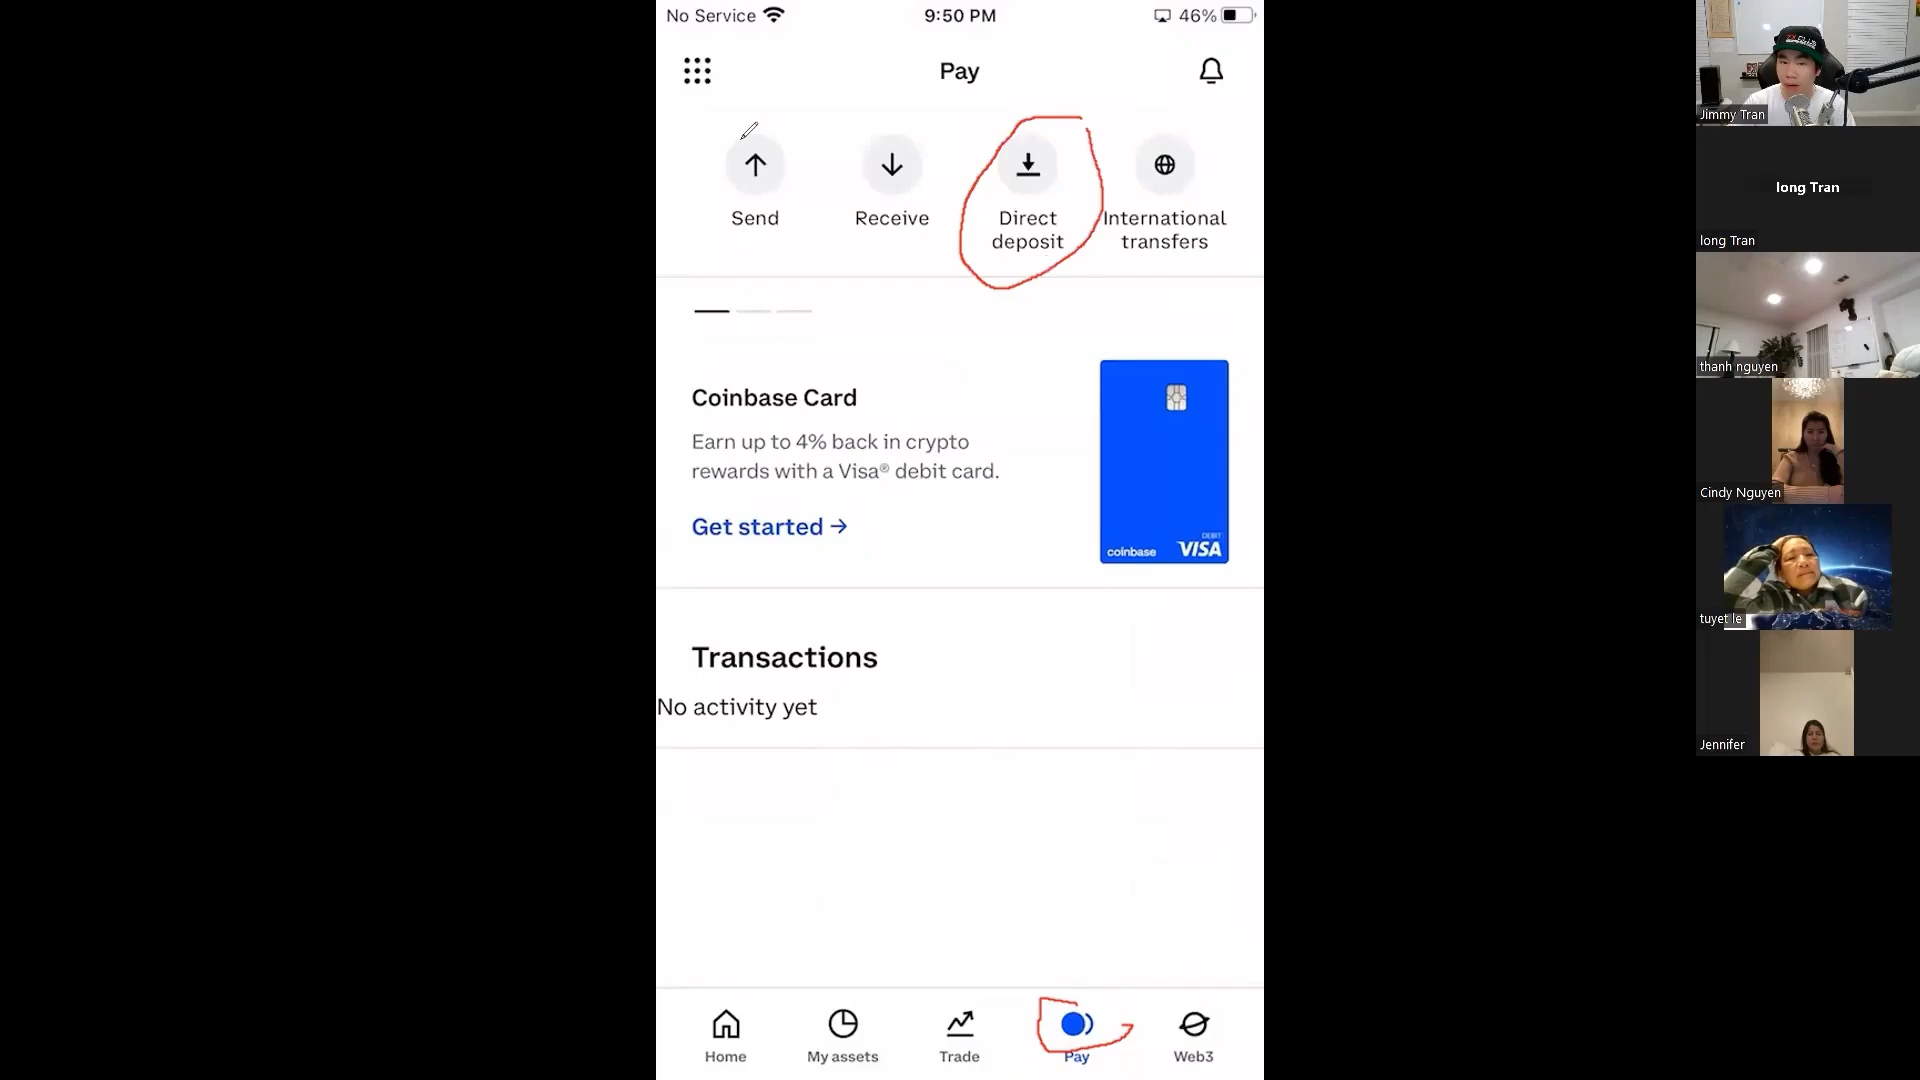 No Service
9:50 PM
46%
Pay
Send
Receive
Direct
deposit
International
transfers
Coinbase Card
Earn up to 4% back in crypto
rewards with a Visa® debit card.
Get started →
DEBIT
coinbase VISA
Transactions
No activity yet
Home
My assets
Trade
Pay
Web3
Jimmy Tran
long Tran
long Tran
thanh nguyen
Cindy Nguyen
tuyet le
Jennifer